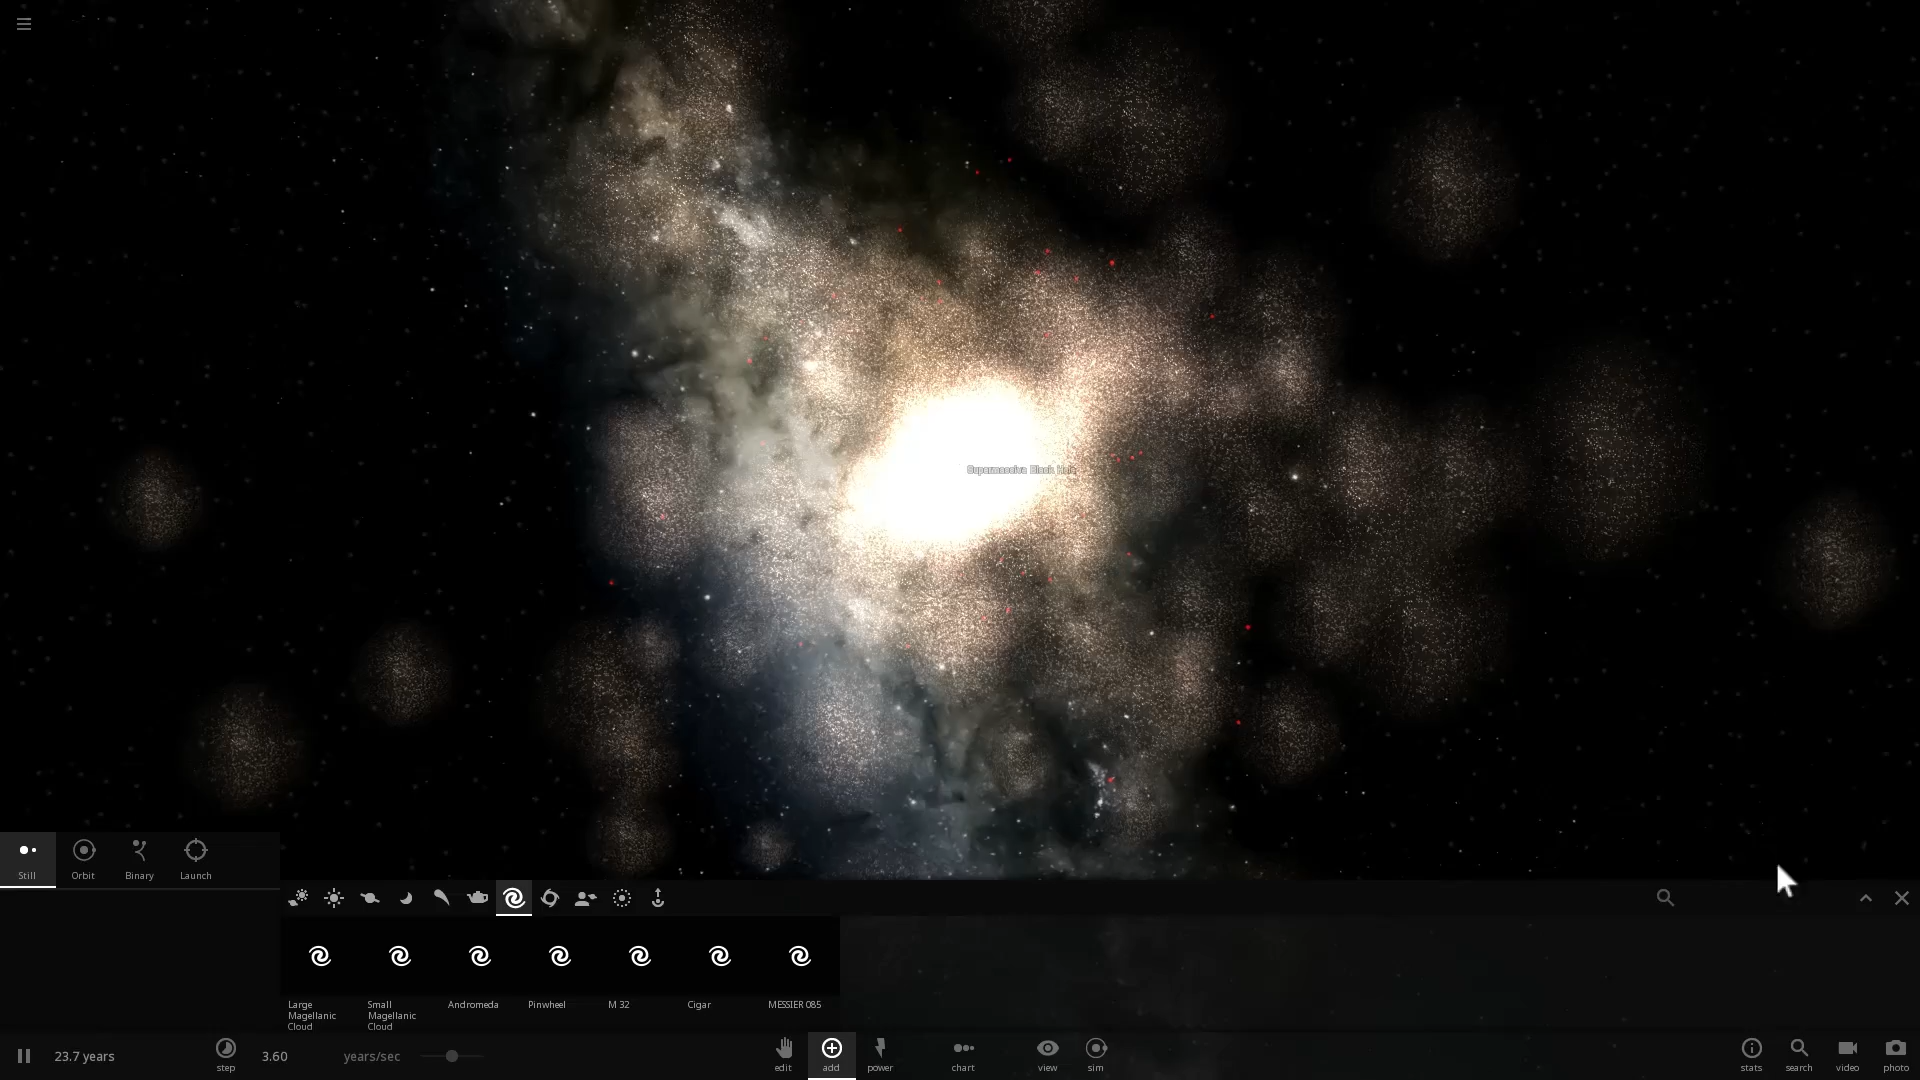 Supermassive Black Hole
Still
Orbit
Binary
Launch
Large
Magellanic
Cloud
Small
Magellanic
Cloud
Andromeda
Pinwheel
M 32
Cigar
MESSIER 085
23.7 years
step
3.60
years/sec
edit
add
power
chart
view
sim
stats
search
video
photo